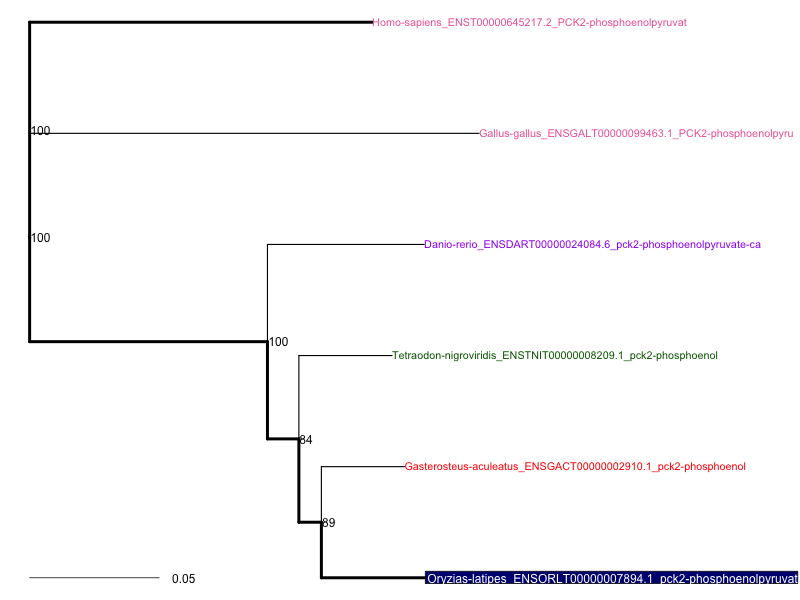 Homo-sapiens_ENST00000645217.2_PCK2-phosphoenolpyruvat
100
Gallus-gallus_ENSGALT00000099463.1_PCK2-phosphoenolpyru
100
Danio-rerio_ENSDART00000024084.6_pck2-phosphoenolpyruvate-ca
100
Tetraodon-nigroviridis_ENSTNIT00000008209.1_pck2-phosphoenol
84
Gasterosteus-aculeatus_ENSGACT00000002910.1_pck2-phosphoenol
89
Oryzias-latipes_ENSORLT00000007894.1_pck2-phosphoenolpyruvat
0.05